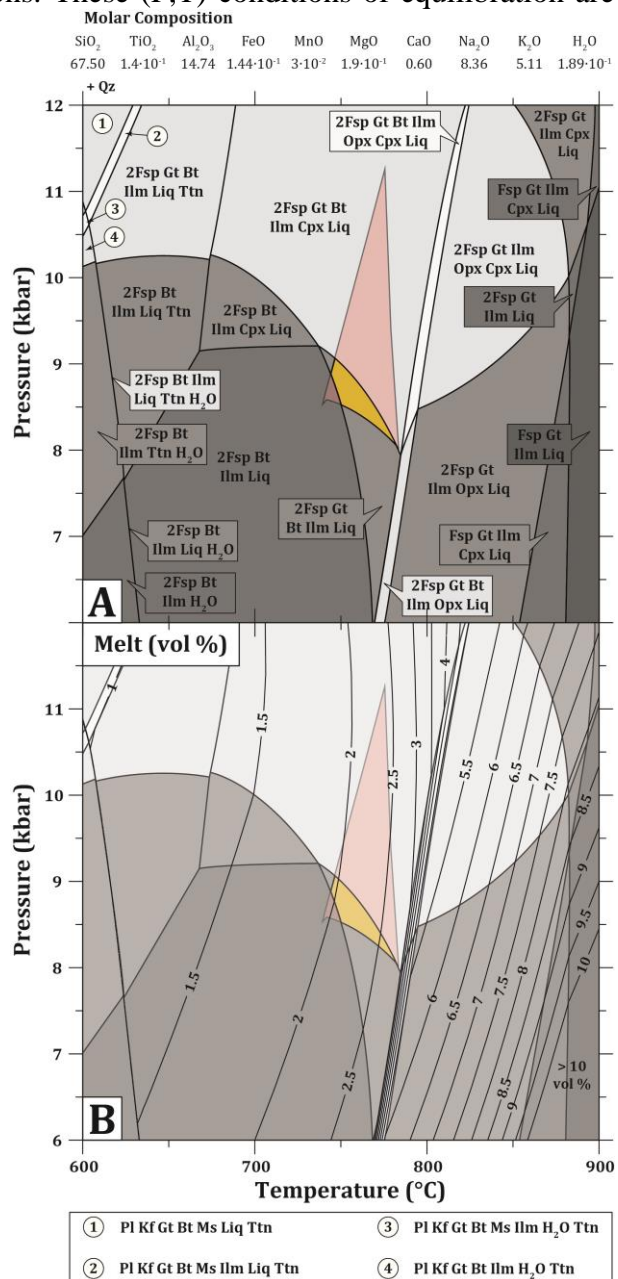 ons. These (P,T) conditions of equilibration are
Molar Composition
SiO₂ TiO₂ Al₂O₃ FeO MnO MgO CaO Na₂O K₂O H₂O
67.50 1.4·10⁻¹ 14.74 1.44·10⁻¹ 3·10⁻² 1.9·10⁻¹ 0.60 8.36 5.11 1.89·10⁻¹
+ Qz
12
11
10
9
8
7
Pressure (kbar)
1
2
3
4
2Fsp Gt Bt
Ilm Liq Ttn
2Fsp Gt Bt Ilm
Opx Cpx Liq
2Fsp Gt
Ilm Cpx
Liq
2Fsp Gt Bt
Ilm Cpx Liq
Fsp Gt Ilm
Cpx Liq
2Fsp Gt Ilm
Opx Cpx Liq
2Fsp Gt
Ilm Liq
2Fsp Bt
Ilm Liq Ttn
2Fsp Bt
Ilm Cpx Liq
2Fsp Bt Ilm
Liq Ttn H₂O
2Fsp Bt
Ilm Ttn H₂O
2Fsp Bt
Ilm Liq
Fsp Gt
Ilm Liq
2Fsp Gt
Ilm Opx Liq
2Fsp Gt
Bt Ilm Liq
2Fsp Bt
Ilm Liq H₂O
Fsp Gt Ilm
Cpx Liq
2Fsp Bt
Ilm H₂O
2Fsp Gt Bt
Ilm Opx Liq
A
Melt (vol %)
11
10
9
8
7
6
Pressure (kbar)
1
1.5
2
2.5
3
4
5.5
6
6.5
7
7.5
8.5
9
9.5
10
1.5
2
2.5
6
6.5
7
7.5
8
8.5
9
> 10
vol %
B
600 700 800 900
Temperature (°C)
1 Pl Kf Gt Bt Ms Liq Ttn
3 Pl Kf Gt Bt Ms Ilm H₂O Ttn
2 Pl Kf Gt Bt Ms Ilm Liq Ttn
4 Pl Kf Gt Bt Ilm H₂O Ttn